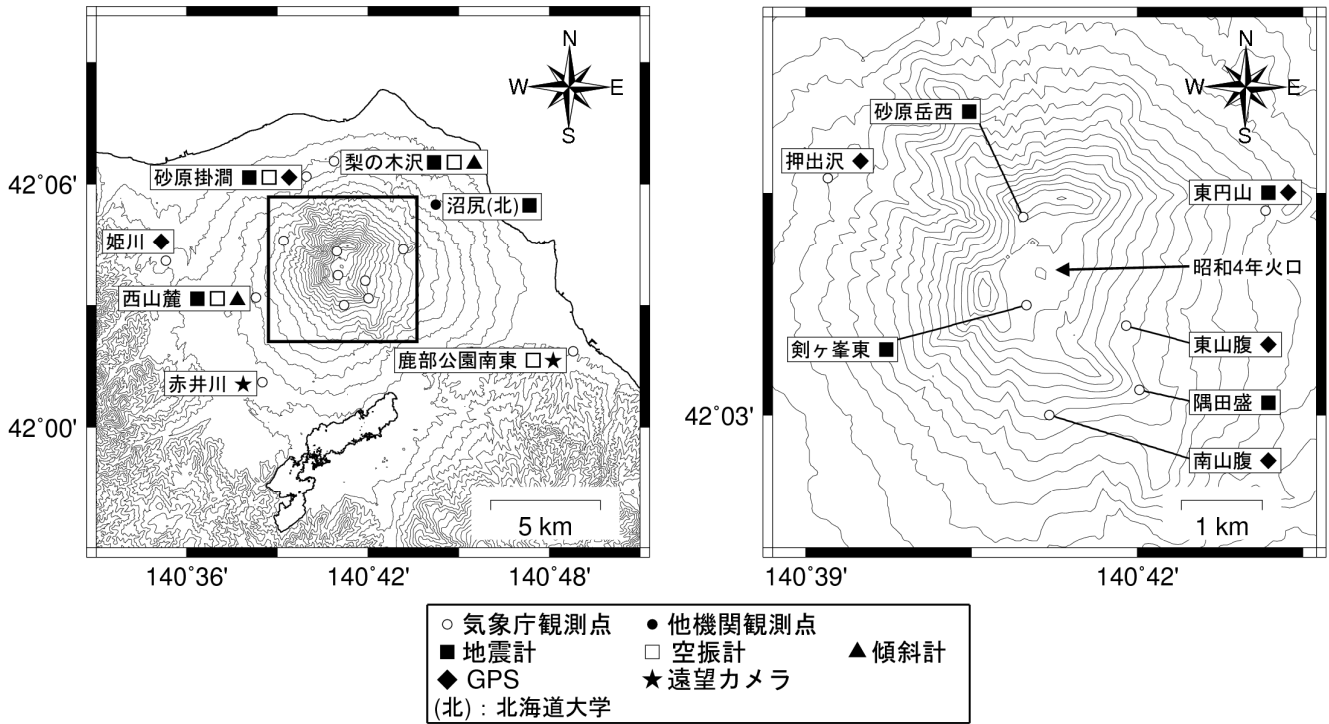 N
W E
S
梨の木沢 ■ □ ▲
砂原掛澗 ■ □ ◆
沼尻(北) ■
姫川 ◆
西山麓 ■ □ ▲
鹿部公園南東 □ ★
赤井川 ★
42°06'
42°00'
5 km
140°36' 140°42' 140°48'
N
W E
S
砂原岳西 ■
押出沢 ◆
東円山 ■ ◆
昭和4年火口
剣ヶ峯東 ■
東山腹 ◆
隅田盛 ■
南山腹 ◆
42°03'
1 km
140°39' 140°42'
○ 気象庁観測点 ● 他機関観測点
■ 地震計 □ 空振計 ▲ 傾斜計
◆ GPS ★ 遠望カメラ
(北)：北海道大学